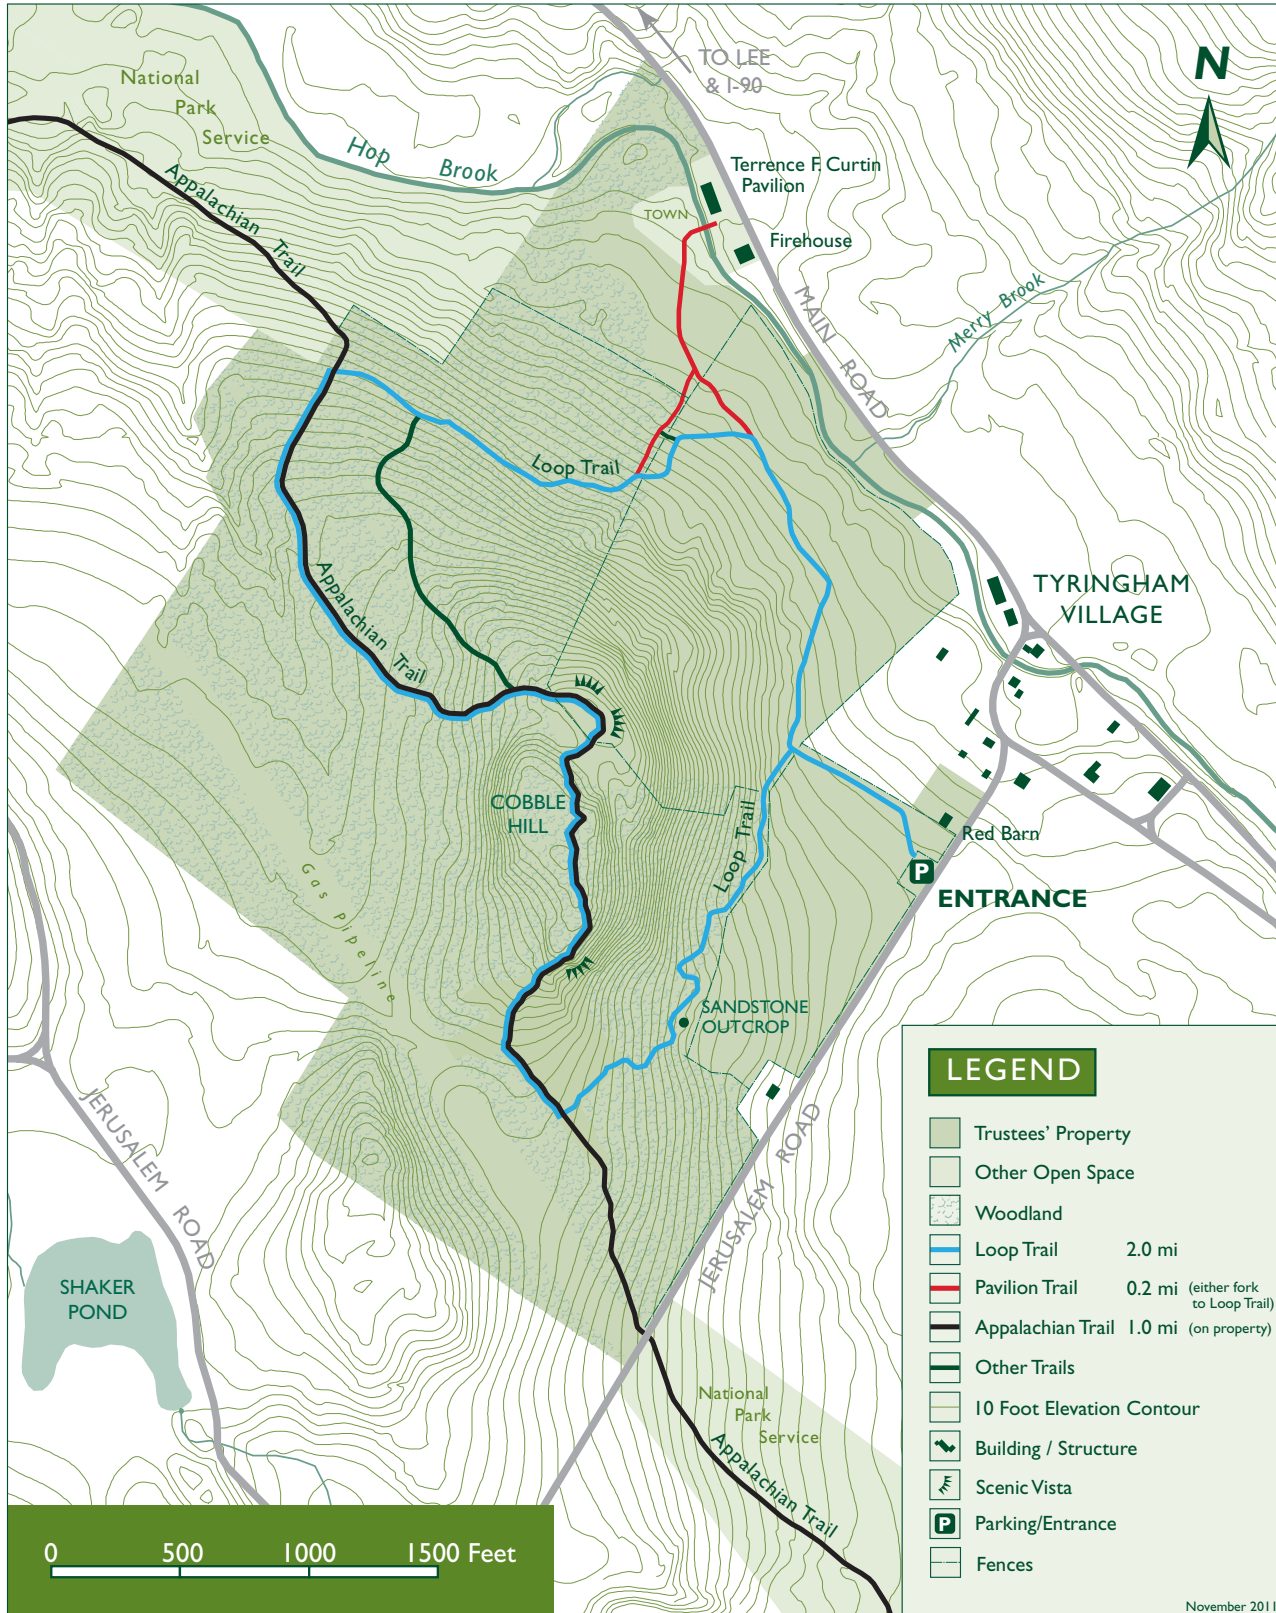 TO LEE
& I-90
N
National
Park
Service
Hop Brook
Terrence F. Curtin
Pavilion
Appalachian Trail
TOWN
Firehouse
MAIN ROAD
Merry Brook
Loop Trail
Appalachian Trail
TYRINGHAM
VILLAGE
COBBLE
HILL
Loop Trail
Red Barn
P
ENTRANCE
Gas Pipeline
SANDSTONE
OUTCROP
JERUSALEM ROAD
JERUSALEM ROAD
SHAKER
POND
National
Park
Service
Appalachian Trail
LEGEND
Trustees' Property
Other Open Space
Woodland
Loop Trail 2.0 mi
Pavilion Trail 0.2 mi (either fork
to Loop Trail)
Appalachian Trail 1.0 mi (on property)
Other Trails
10 Foot Elevation Contour
Building / Structure
Scenic Vista
P Parking/Entrance
Fences
0 500 1000 1500 Feet
November 2011